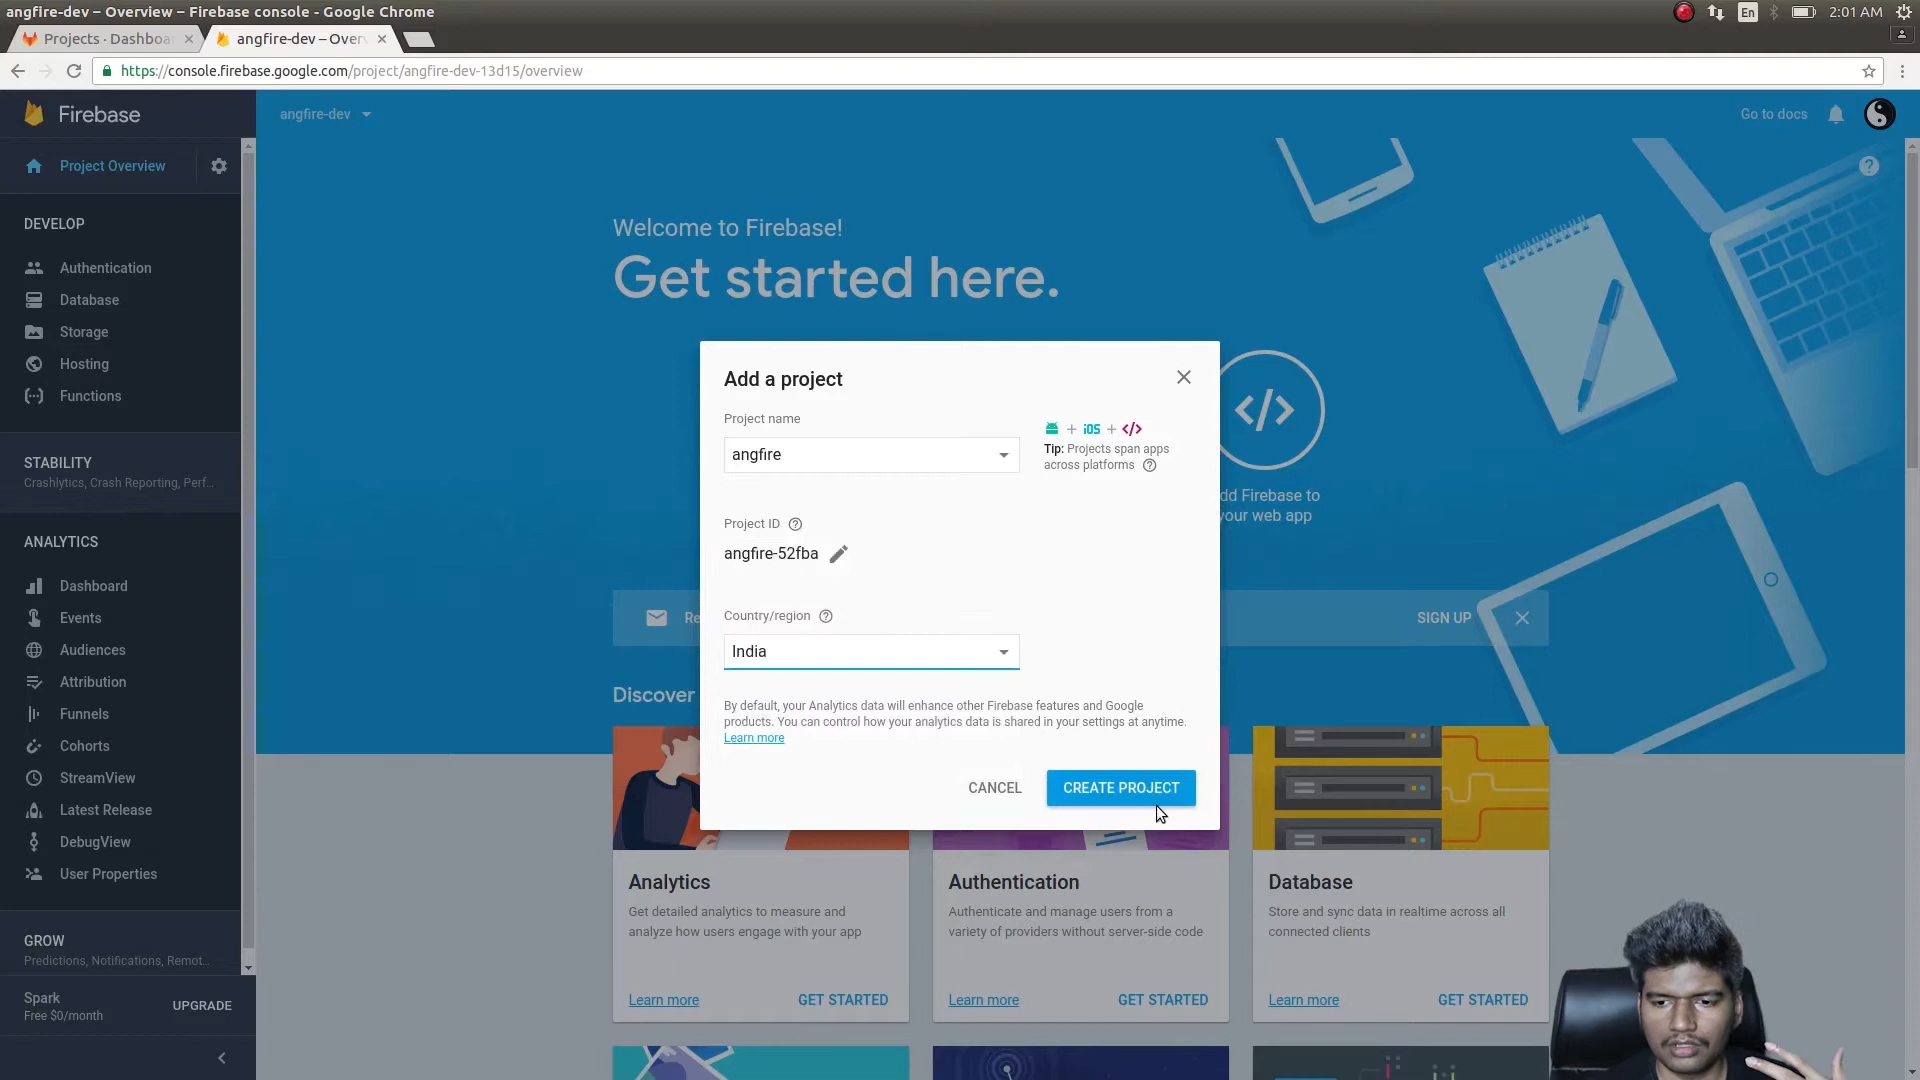 angfire-dev – Overview – Firebase console - Google Chrome
En
2:01 AM
Projects · Dashboa
angfire-dev – Over
https://console.firebase.google.com/project/angfire-dev-13d15/overview
Firebase
angfire-dev
Go to docs
Project Overview
DEVELOP
Authentication
Database
Storage
Hosting
Functions
STABILITY
Crashlytics, Crash Reporting, Perf...
ANALYTICS
Dashboard
Events
Audiences
Attribution
Funnels
Cohorts
StreamView
Latest Release
DebugView
User Properties
GROW
Predictions, Notifications, Remot...
Spark
Free $0/month
UPGRADE
Welcome to Firebase!
Get started here.
Add a project
Project name
angfire
+ iOS + </>
Tip: Projects span apps
across platforms
Project ID
angfire-52fba
Country/region
India
By default, your Analytics data will enhance other Firebase features and Google
products. You can control how your analytics data is shared in your settings at anytime.
Learn more
CANCEL
CREATE PROJECT
</>
dd Firebase to
your web app
Re
SIGN UP
Discover
Analytics
Get detailed analytics to measure and
analyze how users engage with your app
Learn more
GET STARTED
Authentication
Authenticate and manage users from a
variety of providers without server-side code
Learn more
GET STARTED
Database
Store and sync data in realtime across all
connected clients
Learn more
GET STARTED